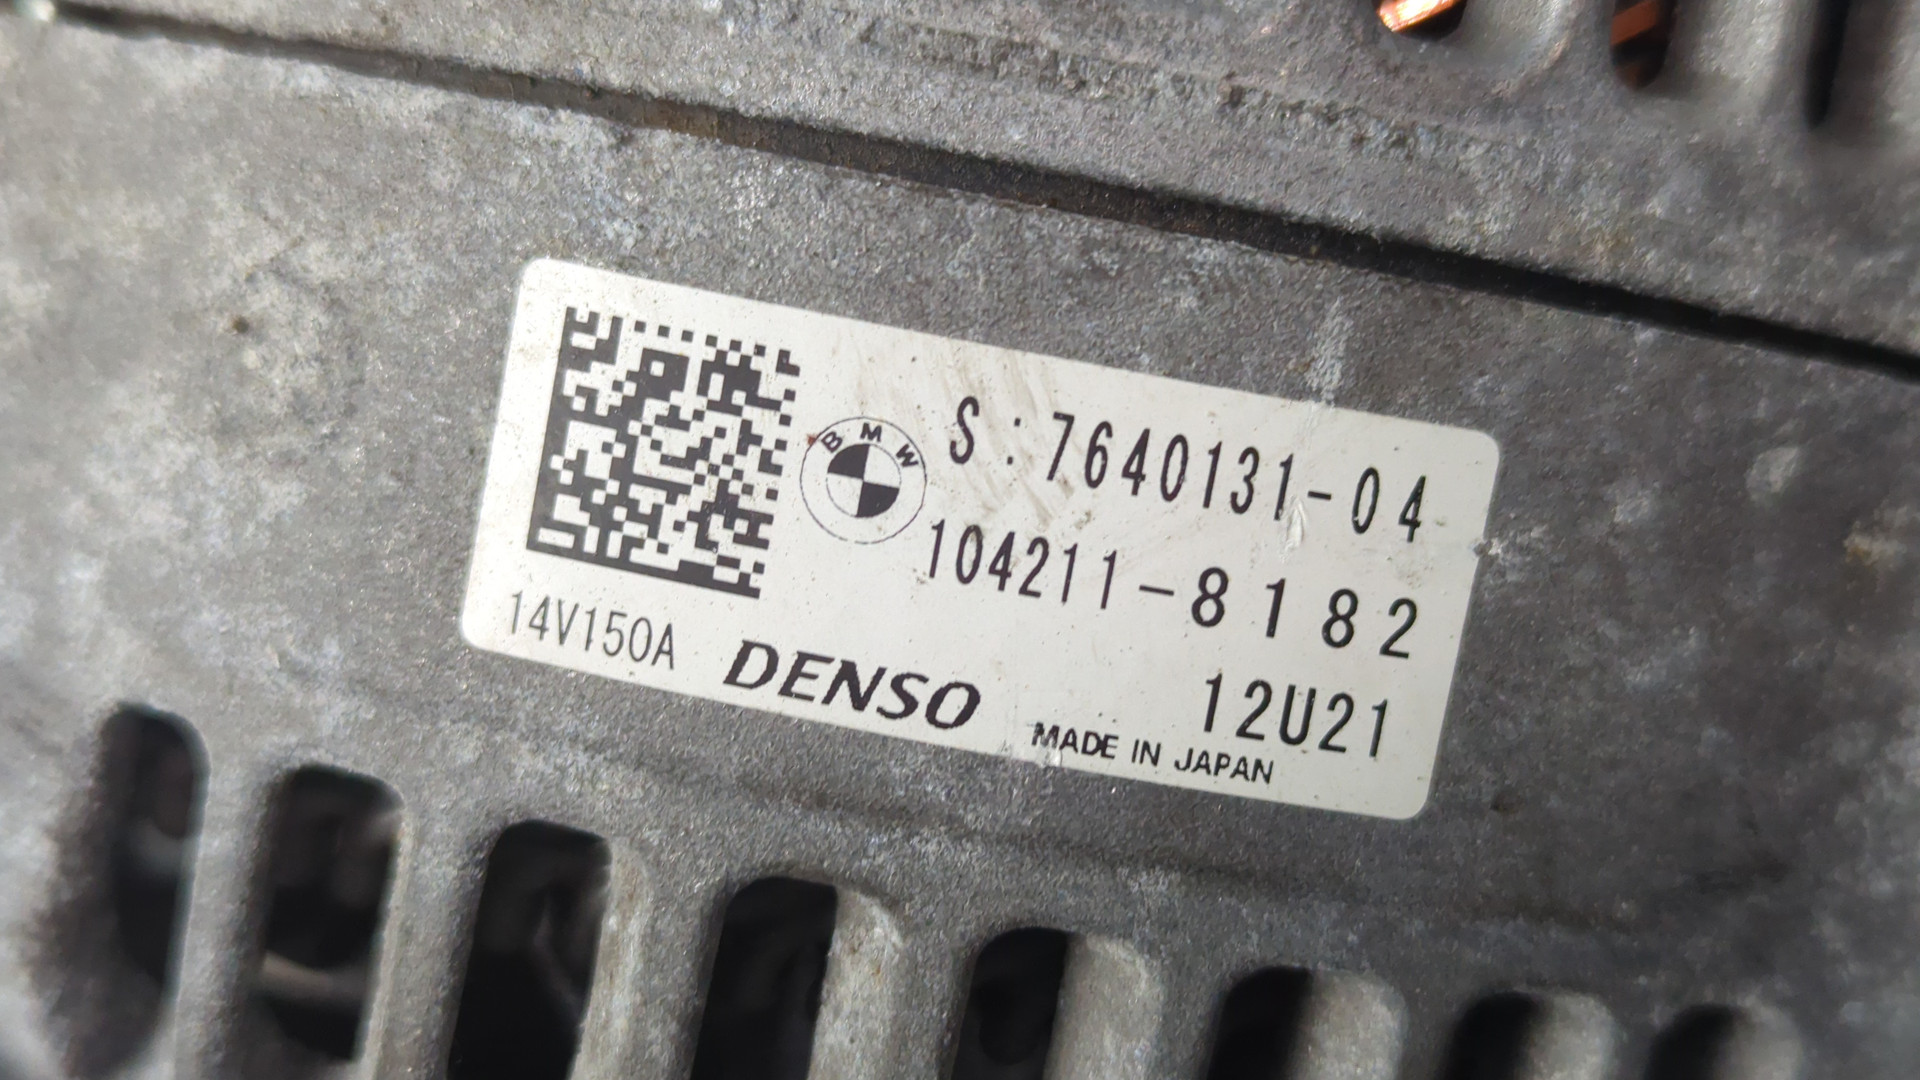 BMW
S:7640131-04
104211-8182
14V150A
DENSO
12U21
MADE IN JAPAN